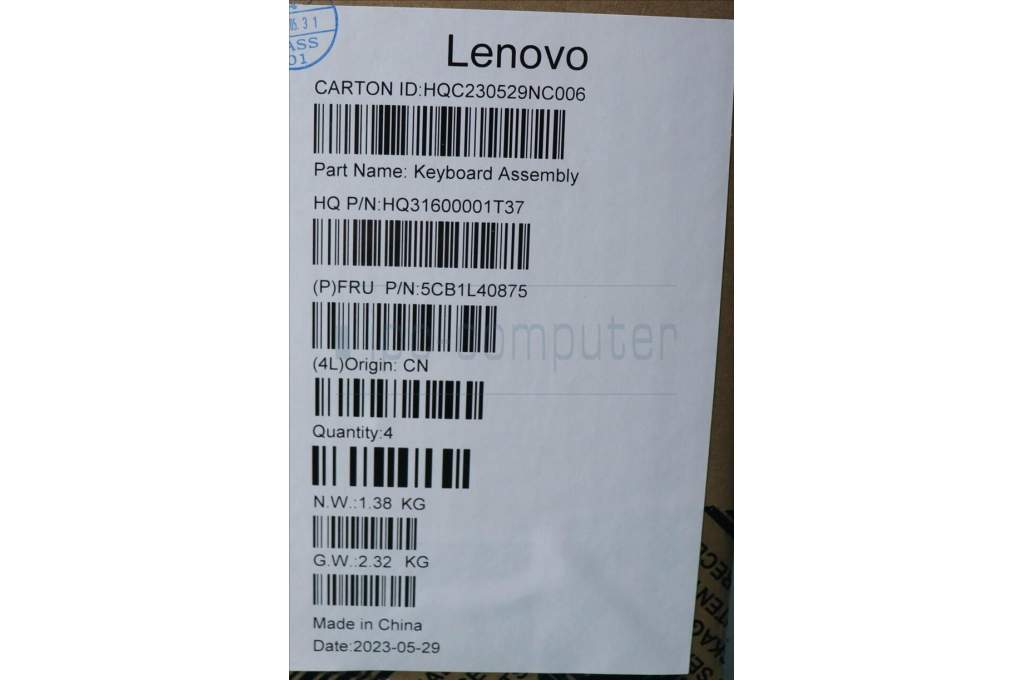 Lenovo
CARTON ID:HQC230529NC006
Part Name: Keyboard Assembly
HQ P/N:HQ31600001T37
(P)FRU P/N:5CB1L40875
computer
(4L)Origin: CN
Quantity:4
N.W.:1.38 KG
G.W.:2.32 KG
Made in China
Date:2023-05-29